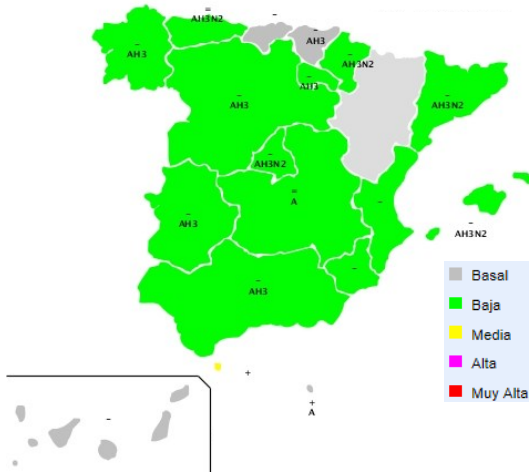 =
AH3N2
-
-
AH3
-
AH3
-
AH3N2
-
AH3
-
AH3
-
AH3N2
-
AH3N2
=
A
-
-
AH3
-
AH3N2
-
-
AH3
Basal
Baja
Media
Alta
Muy Alta
+
+
A
-